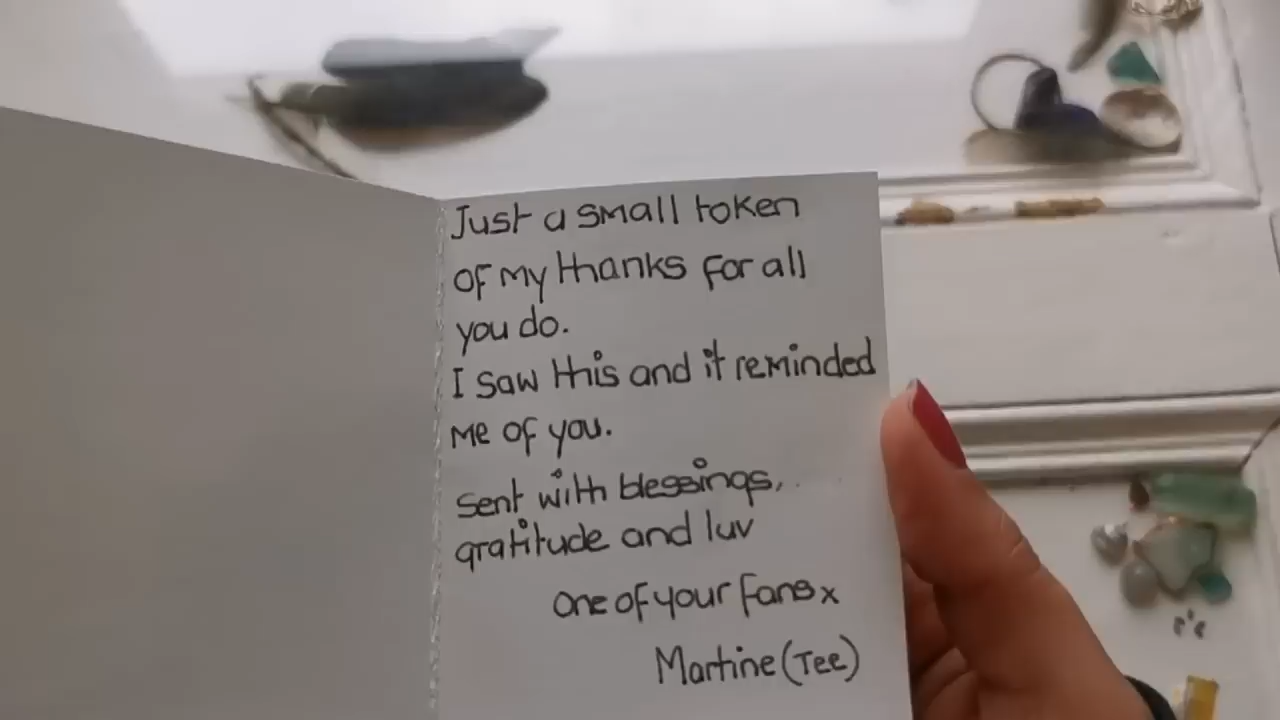 Just a small token
of my thanks for all
you do.
I saw this and it reminded
me of you.
Sent with blessings,
gratitude and luv
One of your fans x
Martine (Tee)